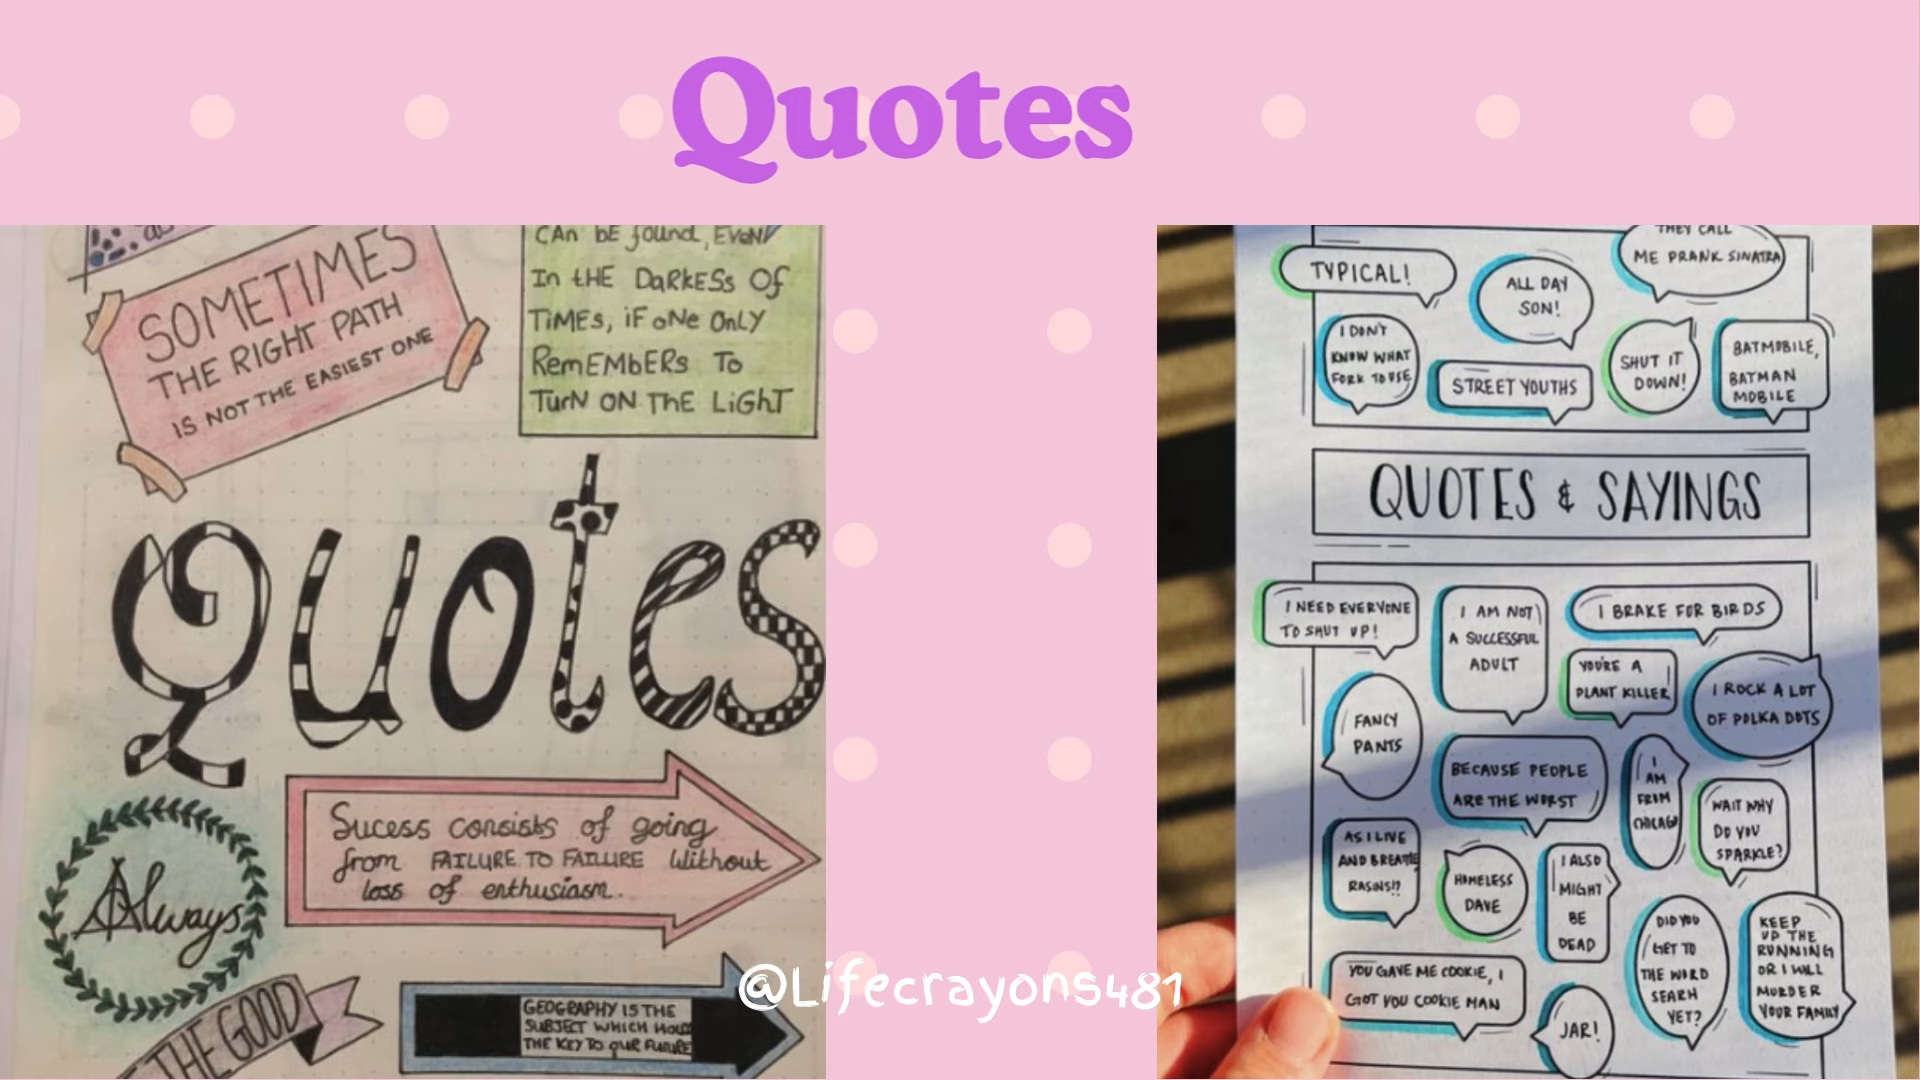 Quotes
SOMETIMES
THE RIGHT PATH
IS NOT THE EASIEST ONE
CAn bE found, EVEN
In tHE DaRkESs Of
TiMEs, iF oNe OnLY
RemEMbERs To
TurN ON ThE LiGhT
Quotes
Sucess consists of going
from FAILURE TO FAILURE Without
loss of enthusiasm.
Always
THE GOOD
GEOGRAPHY IS THE
SUBJECT WHICH HOLDS
THE KEY TO OUR FUTURE
@Lifecrayons481
THEY CALL
ME PRANK SINATRA
TYPICAL!
ALL DAY
SON!
I DON'T
KNOW WHAT
FORK TO USE
STREET YOUTHS
SHUT IT
DOWN!
BATMOBILE,
BATMAN
MOBILE
QUOTES & SAYINGS
I NEED EVERYONE
TO SHUT UP!
I AM NOT
A SUCCESSFUL
ADULT
I BRAKE FOR BIRDS
YOU'RE A
PLANT KILLER
I ROCK A LOT
OF POLKA DOTS
FANCY
PANTS
BECAUSE PEOPLE
ARE THE WORST
I
AM
FROM
CHICAGO
WAIT WHY
DO YOU
SPARKLE?
AS I LIVE
AND BREATHE
RASINS!?
HOMELESS
DAVE
I ALSO
MIGHT
BE
DEAD
DID YOU
GET TO
THE WORD
SEARH
YET?
KEEP
UP THE
RUNNING
OR I WILL
MURDER
YOUR FAMILY
YOU GAVE ME COOKIE, I
GOT YOU COOKIE MAN
JAR!